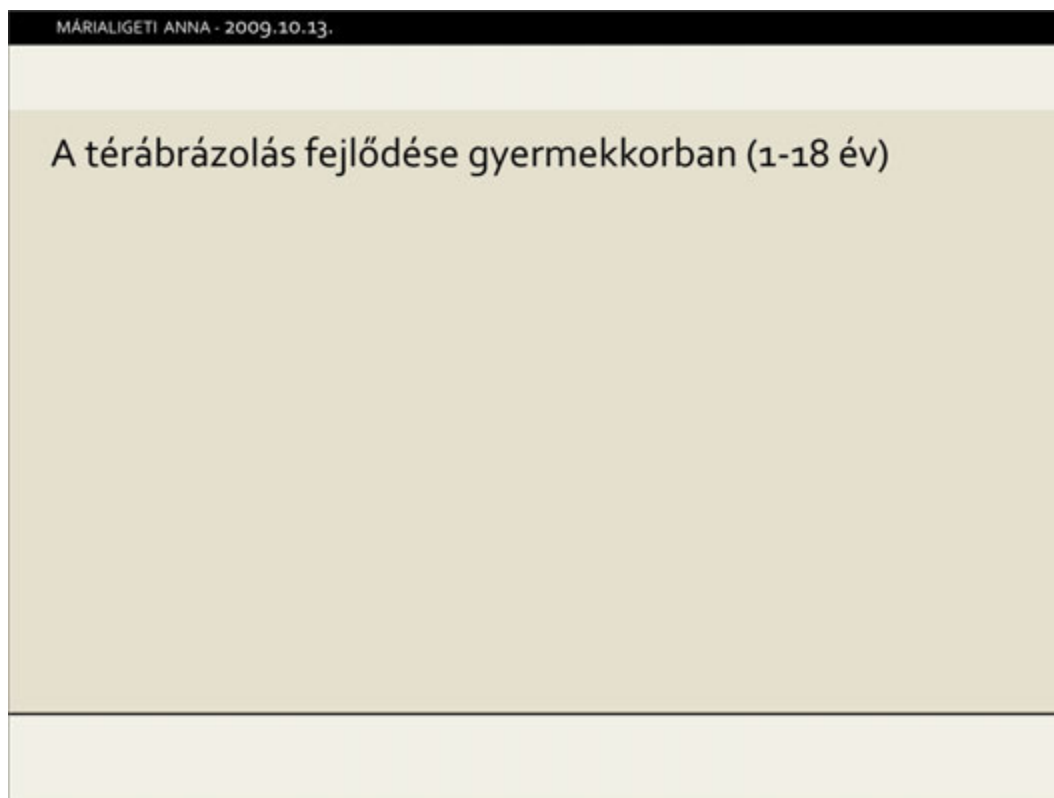 MÁRIALIGETI ANNA - 2009.10.13.
A térábrázolás fejlődése gyermekkorban (1-18 év)